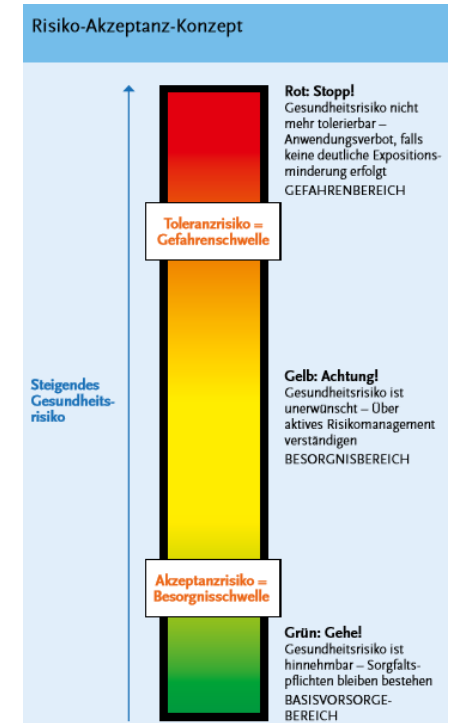 Risiko-Akzeptanz-Konzept
Rot: Stopp!
Gesundheitsrisiko nicht
mehr tolerierbar –
Anwendungsverbot, falls
keine deutliche Expositions-
minderung erfolgt
GEFAHRENBEREICH
Toleranzrisiko =
Gefahrenschwelle
Steigendes
Gesundheits-
risiko
Gelb: Achtung!
Gesundheitsrisiko ist
unerwünscht – Über
aktives Risikomanagement
verständigen
BESORGNISBEREICH
Akzeptanzrisiko =
Besorgnisschwelle
Grün: Gehe!
Gesundheitsrisiko ist
hinnehmbar – Sorgfalts-
pflichten bleiben bestehen
BASISVORSORGE-
BEREICH